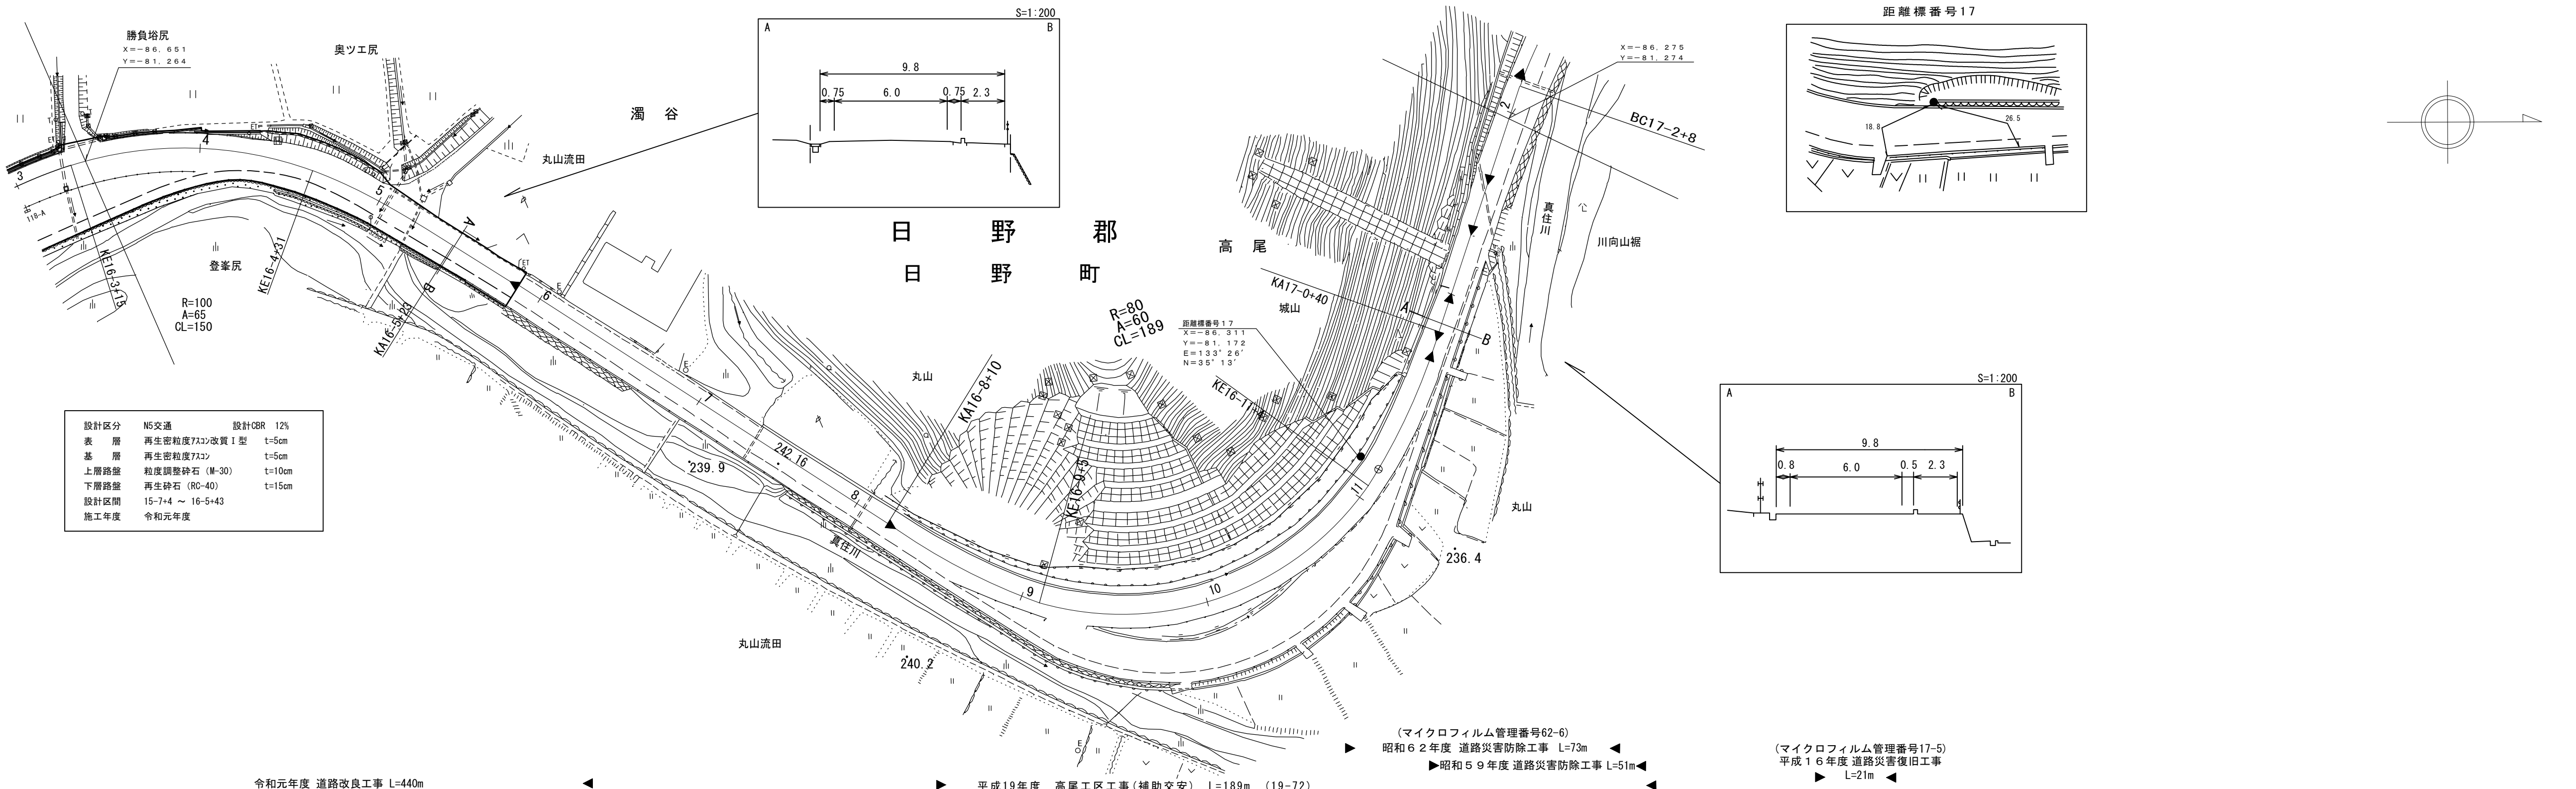 勝負峪尻
X=-86.651
Y=-81.264
奥ツエ尻
濁 谷
丸山流田
S=1:200
A
B
9.8
0.75
6.0
0.75
2.3
日 野 郡
日 野 町
高 尾
X=-86.275
Y=-81.274
BC17-2+8
真住川
川向山裾
距離標番号17
18.8
26.5
3
4
5
6
7
8
9
10
11
1
2
11B-A
KE16-3+15
KE16-4+31
登峯尻
R=100
A=65
CL=150
KA16-5+23
A
B
ET
E
設計区分 N5交通 設計CBR 12%
表 層 再生密粒度アスコン改質Ⅰ型 t=5cm
基 層 再生密粒度アスコン t=5cm
上層路盤 粒度調整砕石 (M-30) t=10cm
下層路盤 再生砕石 (RC-40) t=15cm
設計区間 15-7+4 ~ 16-5+43
施工年度 令和元年度
239.9
242.16
丸山
KA16-8+10
R=80
A=60
CL=189
距離標番号17
X=-86.311
Y=-81.172
E=133°26′
N=35°13′
KA17-0+40
城山
A
B
KE16-9+5
真住川
丸山流田
240.2
236.4
丸山
S=1:200
A
B
9.8
0.8
6.0
0.5
2.3
(マイクロフィルム管理番号62-6)
昭和62年度 道路災害防除工事 L=73m
昭和59年度 道路災害防除工事 L=51m
(マイクロフィルム管理番号17-5)
平成16年度 道路災害復旧工事
L=21m
令和元年度 道路改良工事 L=440m
平成19年度 高尾工区工事(補助交安) L=189m (19-72)